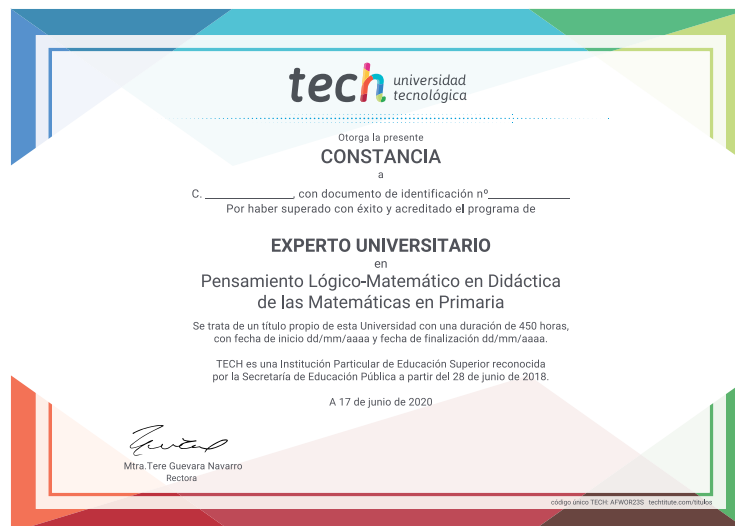 tech universidad
tecnológica
Otorga la presente
CONSTANCIA
a
C. ______________, con documento de identificación nº______________
Por haber superado con éxito y acreditado el programa de
EXPERTO UNIVERSITARIO
en
Pensamiento Lógico-Matemático en Didáctica
de las Matemáticas en Primaria
Se trata de un título propio de esta Universidad con una duración de 450 horas,
con fecha de inicio dd/mm/aaaa y fecha de finalización dd/mm/aaaa.
TECH es una Institución Particular de Educación Superior reconocida
por la Secretaría de Educación Pública a partir del 28 de junio de 2018.
A 17 de junio de 2020
Mtra.Tere Guevara Navarro
Rectora
código único TECH: AFWOR23S techtitute.com/titulos